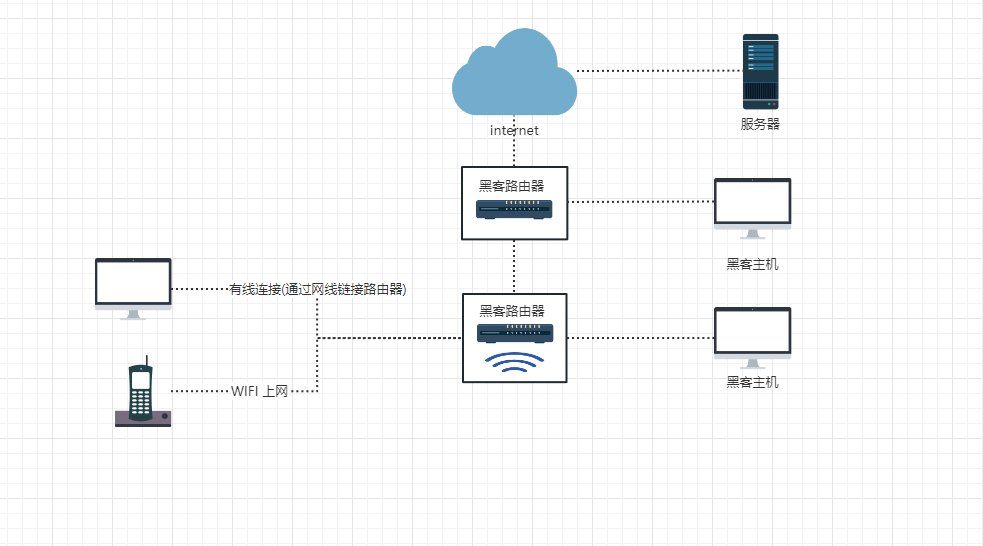 internet
服务器
黑客路由器
黑客主机
有线连接(通过网线链接路由器)
黑客路由器
黑客主机
WIFI 上网